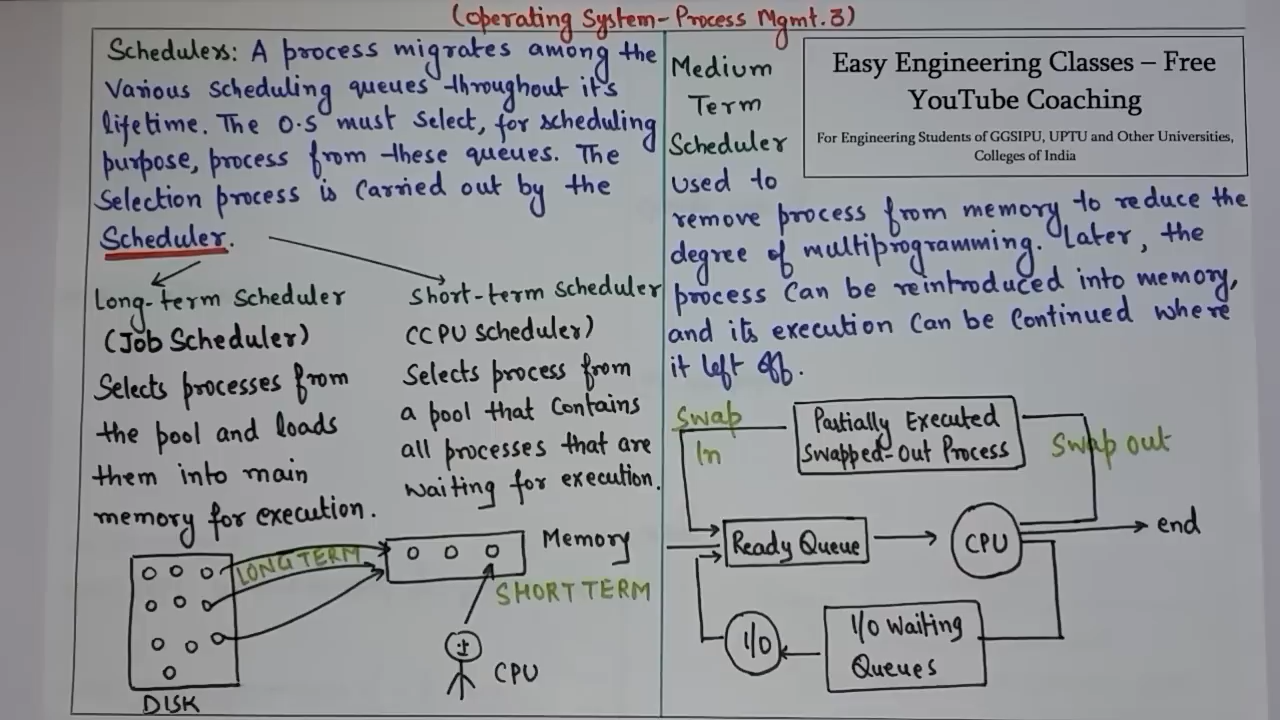 (Operating System- Process Mgmt. 3)
Schedulers: A process migrates among the
Various scheduling queues throughout it's
lifetime. The O.S must Select, for scheduling
purpose, process from these queues. The
Selection process is Carried out by the
Scheduler.
Long-term Scheduler
(Job Scheduler)
Selects processes from
the pool and loads
them into main
memory for execution.
Short-term Scheduler
(CPU Scheduler)
Selects process from
a pool that Contains
all processes that are
waiting for execution.
LONG TERM
Memory
SHORT TERM
CPU
DISK
Medium
Term
Scheduler
used to
remove process from memory to reduce the
degree of multiprogramming. Later, the
process Can be reintroduced into memory,
and its execution Can be Continued where
it left off.
Easy Engineering Classes – Free
YouTube Coaching
For Engineering Students of GGSIPU, UPTU and Other Universities,
Colleges of India
Swap
In
Partially Executed
Swapped-Out Process
Swap out
Ready Queue
CPU
end
I/O
I/O Waiting
Queues